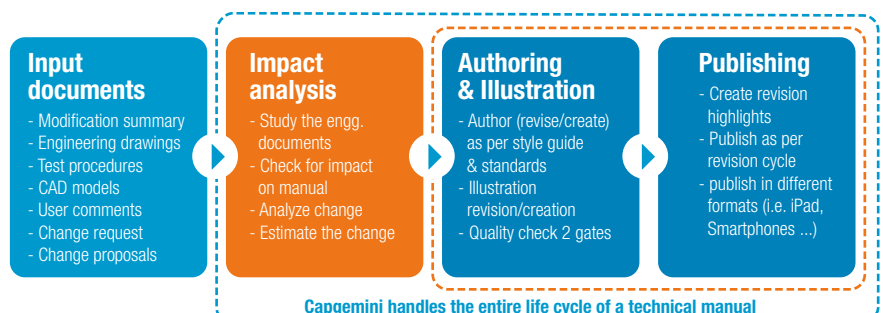 Input
documents
- Modification summary
- Engineering drawings
- Test procedures
- CAD models
- User comments
- Change request
- Change proposals
Impact
analysis
- Study the engg.
documents
- Check for impact
on manual
- Analyze change
- Estimate the change
Authoring
& Illustration
- Author (revise/create)
as per style guide
& standards
- Illustration
revision/creation
- Quality check 2 gates
Publishing
- Create revision
highlights
- Publish as per
revision cycle
- publish in different
formats (i.e. iPad,
Smartphones ...)
Capgemini handles the entire life cycle of a technical manual